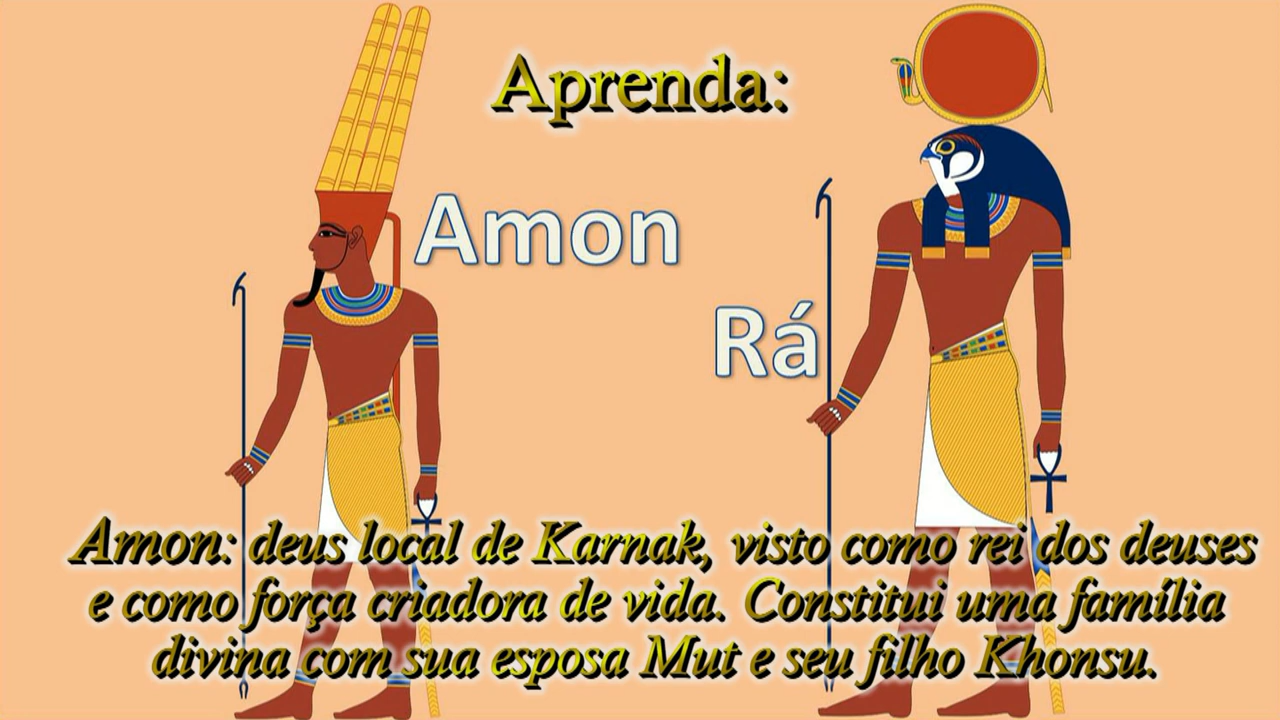 Aprenda:
Amon
Rá
Amon: deus local de Karnak, visto como rei dos deuses
e como força criadora de vida. Constitui uma família
divina com sua esposa Mut e seu filho Khonsu.